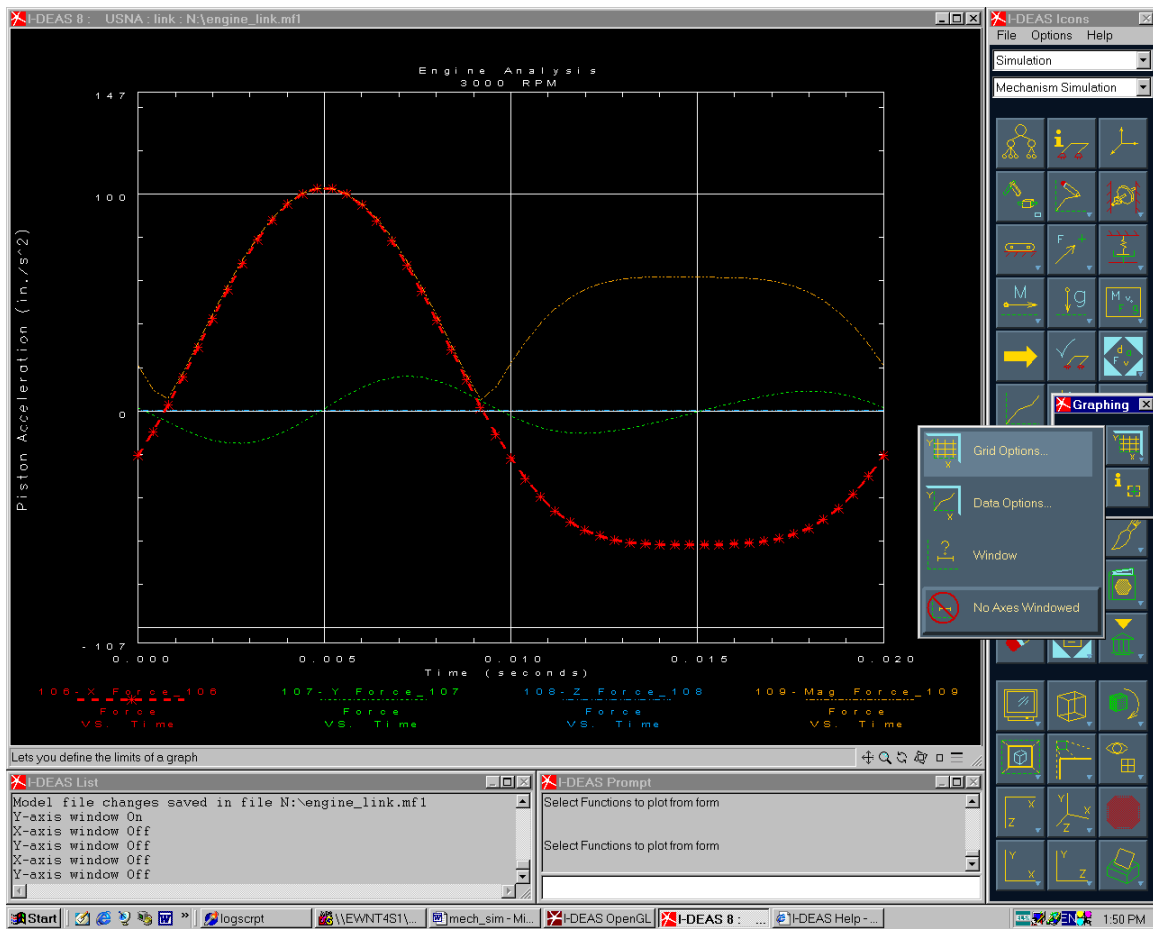 I-DEAS 8 : USNA : link : N:\engine_link.mf1
Engine Analysis
3000 RPM
147
100
0
-107
Piston Acceleration (in./s^2)
0.000 0.005 0.010 0.015 0.020
Time (seconds)
106-X Force_106 107-Y Force_107 108-Z Force_108 109-Mag Force_109
Force Force Force Force
VS. Time VS. Time VS. Time VS. Time
Lets you define the limits of a graph
I-DEAS Icons
File Options Help
Simulation
Mechanism Simulation
i
F +
M g M v.
F g
d g
F v
Graphing
Y X
i
Grid Options...
Y X
Data Options...
Y X
?
Window
No Axes Windowed
X Z Y X Z
Y X Y Z
I-DEAS List
Model file changes saved in file N:\engine_link.mf1
Y-axis window On
X-axis window Off
Y-axis window Off
X-axis window Off
Y-axis window Off
I-DEAS Prompt
Select Functions to plot from form
Select Functions to plot from form
Start » logscrpt \\EWNT4S1\... mech_sim - Mi... I-DEAS OpenGL I-DEAS 8 : ... I-DEAS Help - ... EN 1:50 PM